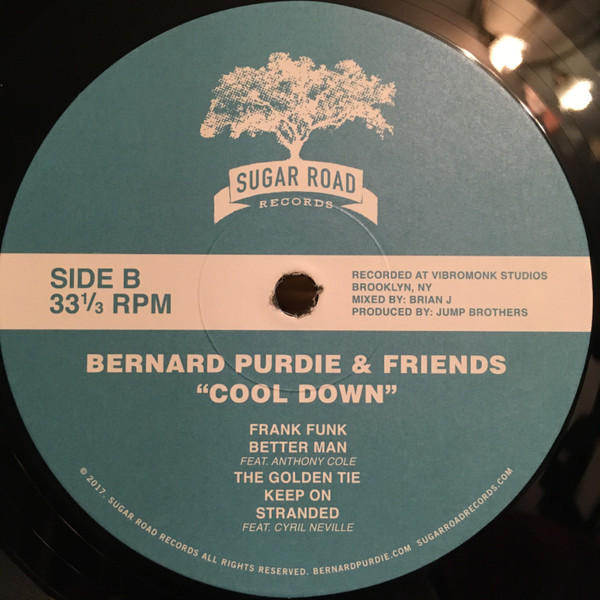 SUGAR ROAD
RECORDS
SIDE B
33⅓ RPM
RECORDED AT VIBROMONK STUDIOS
BROOKLYN, NY
MIXED BY: BRIAN J
PRODUCED BY: JUMP BROTHERS
BERNARD PURDIE & FRIENDS
“COOL DOWN”
FRANK FUNK
BETTER MAN
FEAT. ANTHONY COLE
THE GOLDEN TIE
KEEP ON
STRANDED
FEAT. CYRIL NEVILLE
© 2017. SUGAR ROAD RECORDS ALL RIGHTS RESERVED. BERNARDPURDIE.COM SUGARROADRECORDS.COM